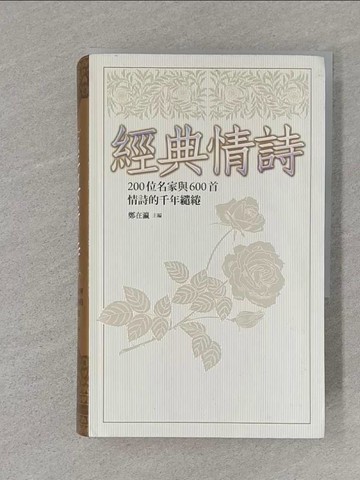 經典情詩
200位名家與600首
情詩的千年繾綣
鄭在瀛 主編